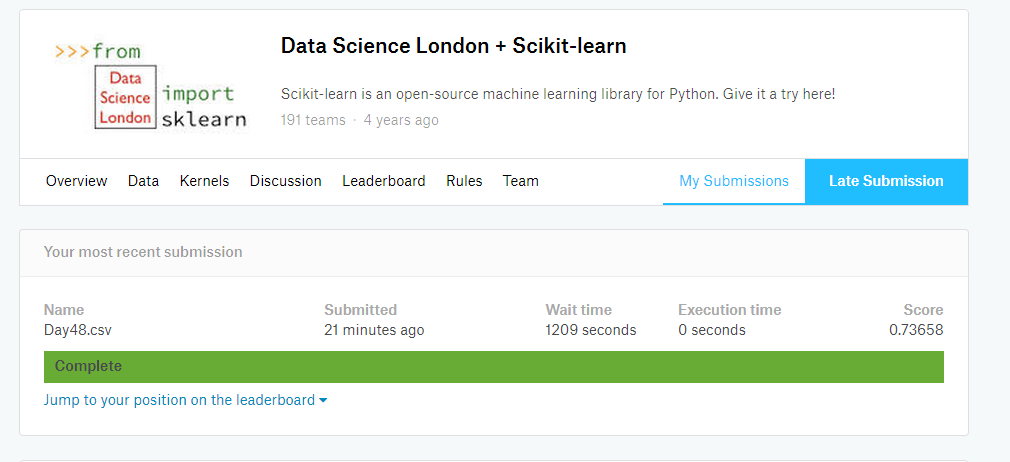 >>>from
Data
Science
London
import
sklearn
Data Science London + Scikit-learn
Scikit-learn is an open-source machine learning library for Python. Give it a try here!
191 teams · 4 years ago
Overview Data Kernels Discussion Leaderboard Rules Team My Submissions Late Submission
Your most recent submission
Name Submitted Wait time Execution time Score
Day48.csv 21 minutes ago 1209 seconds 0 seconds 0.73658
Complete
Jump to your position on the leaderboard